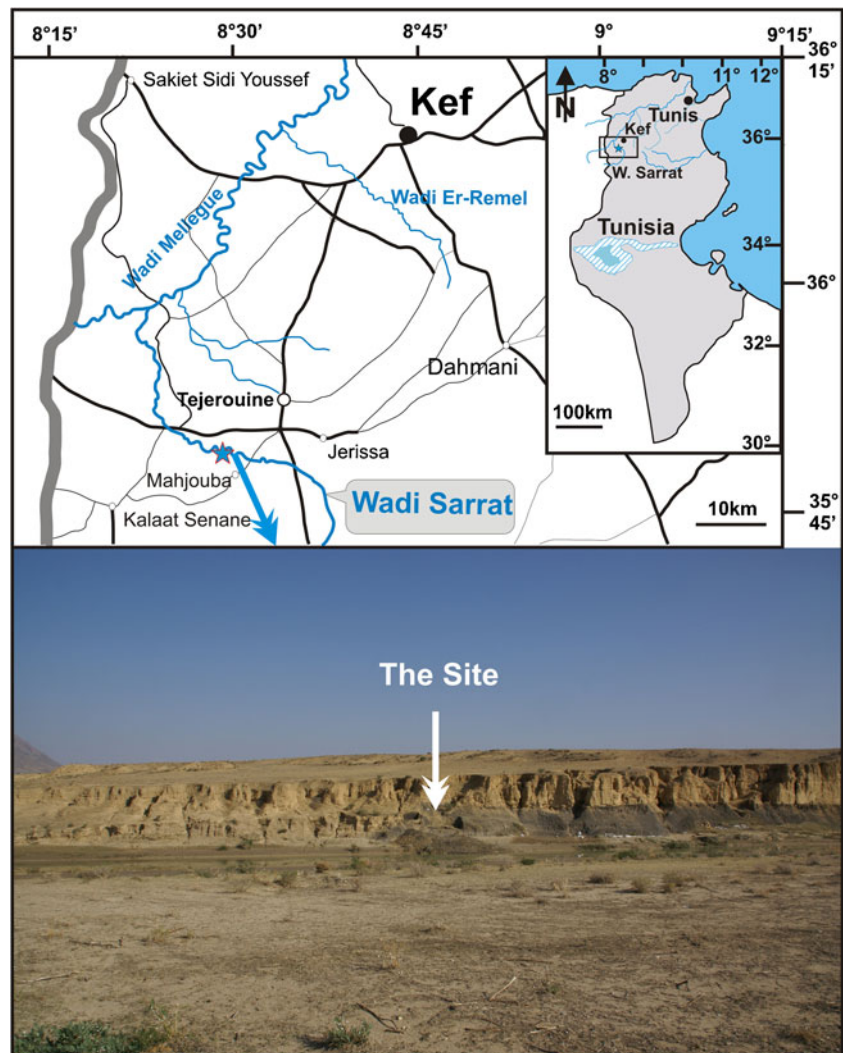 8°15'
8°30'
8°45'
9°
9°15'
36°
15'
Sakiet Sidi Youssef
Kef
Wadi Mellegue
Wadi Er-Remel
Dahmani
Tejerouine
Jerissa
Mahjouba
Kalaat Senane
Wadi Sarrat
10km
36°
35°
45'
8°
11°
12°
N
Tunis
Kef
36°
W. Sarrat
Tunisia
34°
32°
100km
30°
The Site